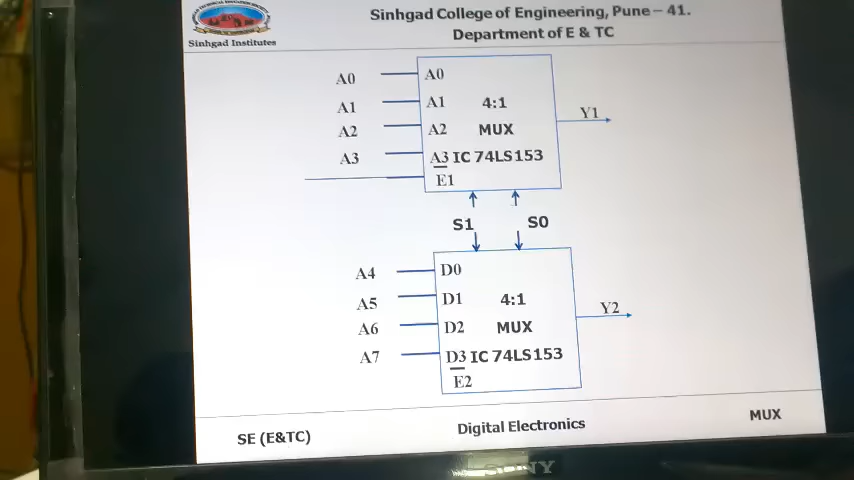 Sinhgad College of Engineering, Pune – 41.
Department of E & TC
Sinhgad Institutes
A0 A0
A1 A1 4:1 Y1
A2 A2 MUX
A3 A3 IC 74LS153
E1
S1 S0
A4 D0
A5 D1 4:1 Y2
A6 D2 MUX
A7 D3 IC 74LS153
E2
SE (E&TC) Digital Electronics MUX
SONY